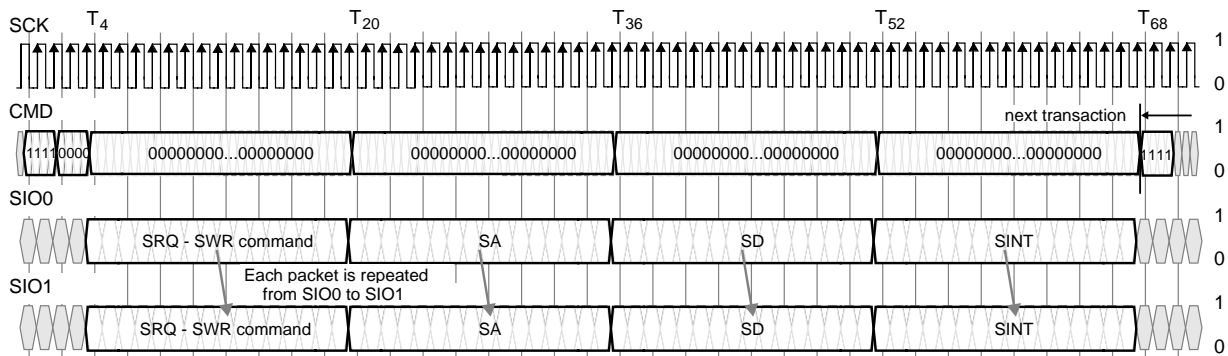 SCK T4 T20 T36 T52 T68
1
0
CMD next transaction 1
1111 0000 00000000...00000000 00000000...00000000 00000000...00000000 00000000...00000000 1111
0
SIO0 1
SRQ - SWR command SA SD SINT
0
Each packet is repeated
from SIO0 to SIO1
SIO1 1
SRQ - SWR command SA SD SINT
0